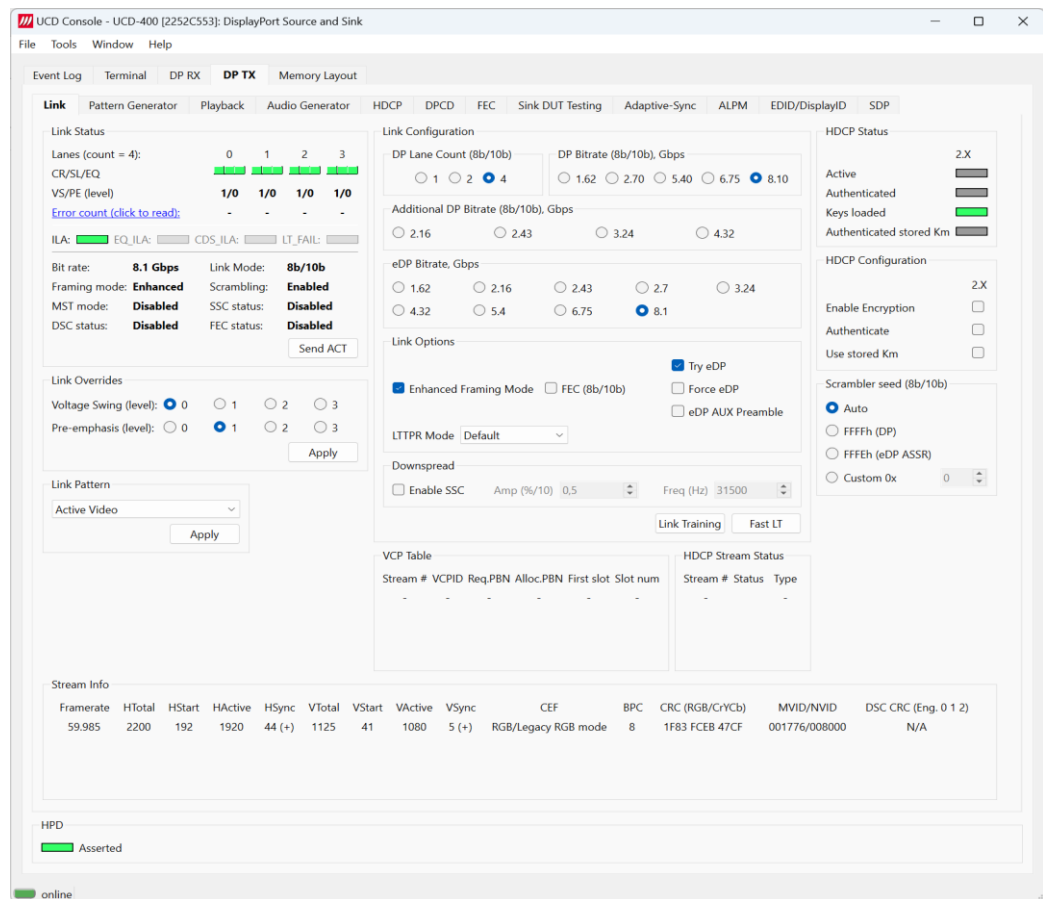 UCD Console - UCD-400 [2252C553]: DisplayPort Source and Sink
File Tools Window Help
Event Log Terminal DP RX DP TX Memory Layout
Link Pattern Generator Playback Audio Generator HDCP DPCD FEC Sink DUT Testing Adaptive-Sync ALPM EDID/DisplayID SDP
Link Status
Lanes (count = 4): 0 1 2 3
CR/SL/EQ
VS/PE (level) 1/0 1/0 1/0 1/0
Error count (click to read): - - - -
ILA: EQ_ILA: CDS_ILA: LT_FAIL:
Bit rate: 8.1 Gbps Link Mode: 8b/10b
Framing mode: Enhanced Scrambling: Enabled
MST mode: Disabled SSC status: Disabled
DSC status: Disabled FEC status: Disabled
Send ACT
Link Overrides
Voltage Swing (level): 0 1 2 3
Pre-emphasis (level): 0 1 2 3
Apply
Link Pattern
Active Video
Apply
Link Configuration
DP Lane Count (8b/10b)
1 2 4
DP Bitrate (8b/10b), Gbps
1.62 2.70 5.40 6.75 8.10
Additional DP Bitrate (8b/10b), Gbps
2.16 2.43 3.24 4.32
eDP Bitrate, Gbps
1.62 2.16 2.43 2.7 3.24
4.32 5.4 6.75 8.1
Link Options
Try eDP
Enhanced Framing Mode FEC (8b/10b) Force eDP
eDP AUX Preamble
LTTPR Mode Default
Downspread
Enable SSC Amp (%/10) 0,5 Freq (Hz) 31500
Link Training Fast LT
HDCP Status
2.X
Active
Authenticated
Keys loaded
Authenticated stored Km
HDCP Configuration
2.X
Enable Encryption
Authenticate
Use stored Km
Scrambler seed (8b/10b)
Auto
FFFFh (DP)
FFFEh (eDP ASSR)
Custom 0x 0
VCP Table
Stream # VCPID Req.PBN Alloc.PBN First slot Slot num
- - - - - -
HDCP Stream Status
Stream # Status Type
- -
Stream Info
Framerate HTotal HStart HActive HSync VTotal VStart VActive VSync CEF BPC CRC (RGB/CrYCb) MVID/NVID DSC CRC (Eng. 0 1 2)
59.985 2200 192 1920 44 (+) 1125 41 1080 5 (+) RGB/Legacy RGB mode 8 1F83 FCEB 47CF 001776/008000 N/A
HPD
Asserted
online